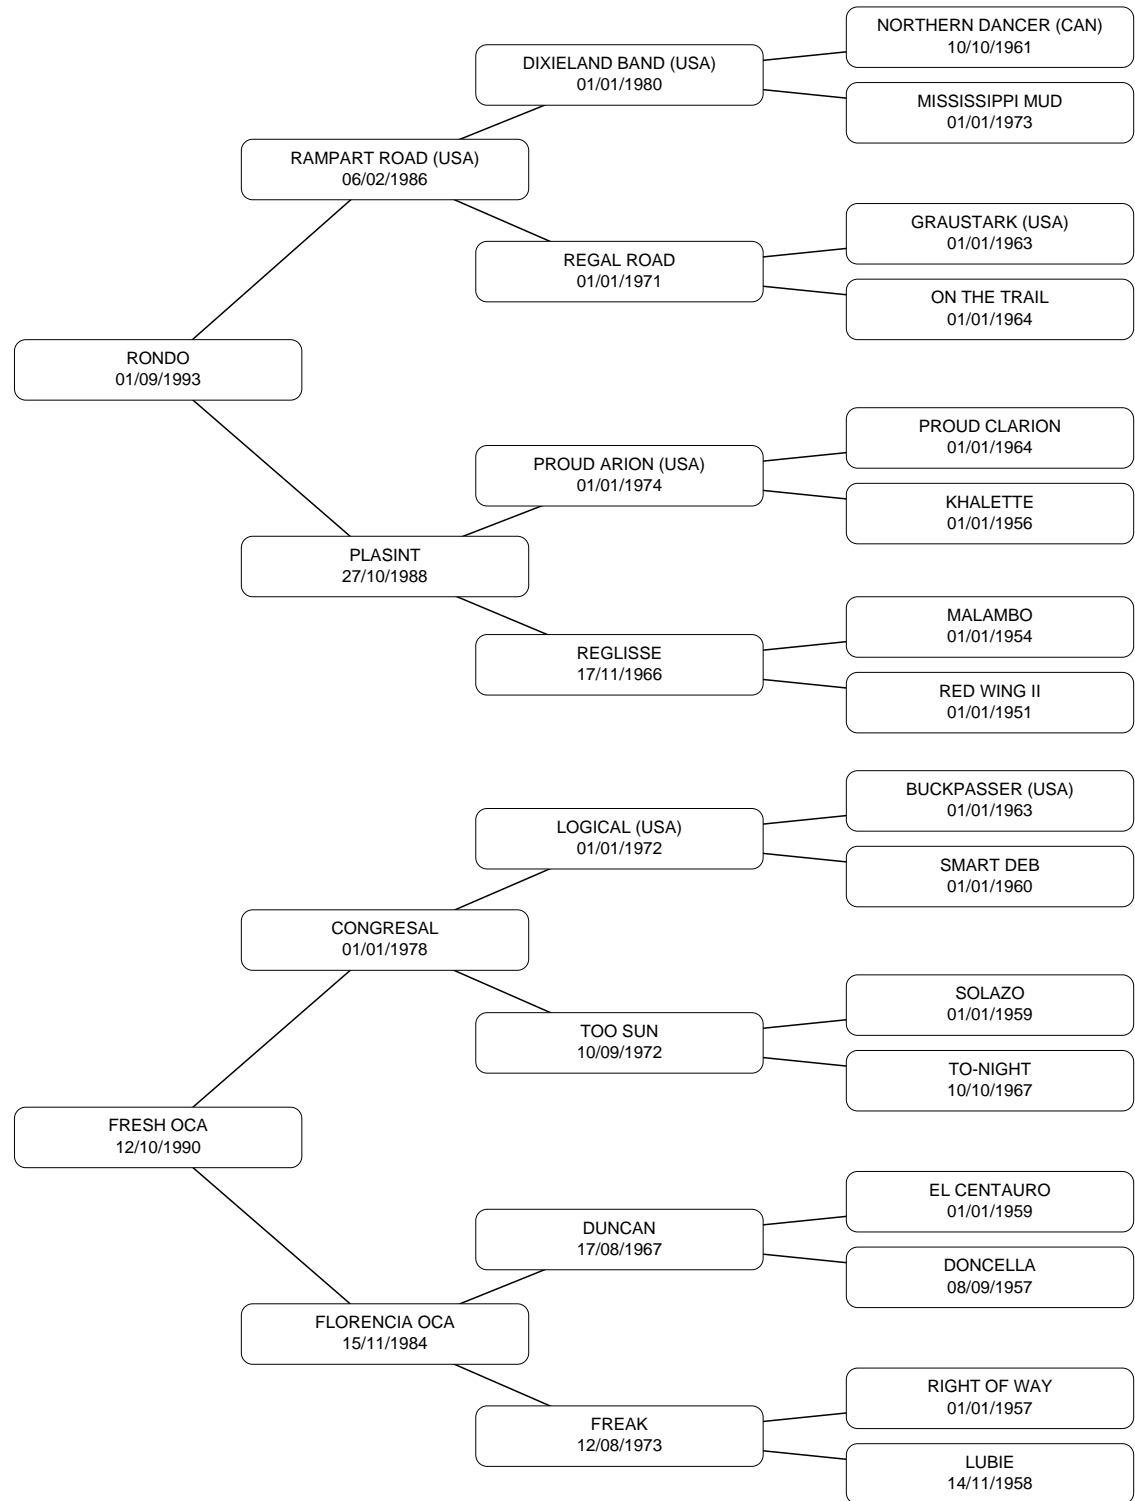 NORTHERN DANCER (CAN)
10/10/1961
DIXIELAND BAND (USA)
01/01/1980
MISSISSIPPI MUD
01/01/1973
RAMPART ROAD (USA)
06/02/1986
GRAUSTARK (USA)
01/01/1963
REGAL ROAD
01/01/1971
ON THE TRAIL
01/01/1964
RONDO
01/09/1993
PROUD CLARION
01/01/1964
PROUD ARION (USA)
01/01/1974
KHALETTE
01/01/1956
PLASINT
27/10/1988
MALAMBO
01/01/1954
REGLISSE
17/11/1966
RED WING II
01/01/1951
BUCKPASSER (USA)
01/01/1963
LOGICAL (USA)
01/01/1972
SMART DEB
01/01/1960
CONGRESAL
01/01/1978
SOLAZO
01/01/1959
TOO SUN
10/09/1972
TO-NIGHT
10/10/1967
FRESH OCA
12/10/1990
EL CENTAURO
01/01/1959
DUNCAN
17/08/1967
DONCELLA
08/09/1957
FLORENCIA OCA
15/11/1984
RIGHT OF WAY
01/01/1957
FREAK
12/08/1973
LUBIE
14/11/1958